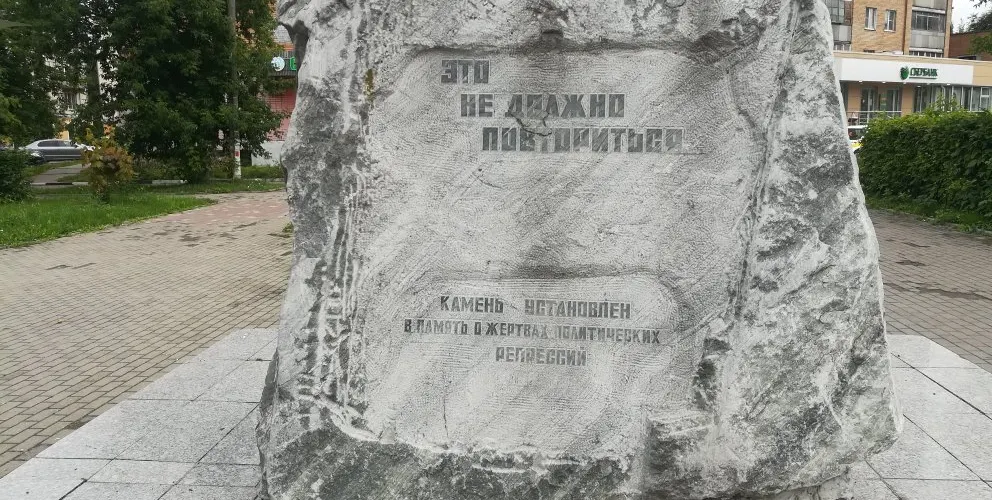 ЭТО
НЕ ДОЛЖНО
ПОВТОРИТЬСЯ
КАМЕНЬ УСТАНОВЛЕН
В ПАМЯТЬ О ЖЕРТВАХ ПОЛИТИЧЕСКИХ
РЕПРЕССИЙ
СБЕРБАНК